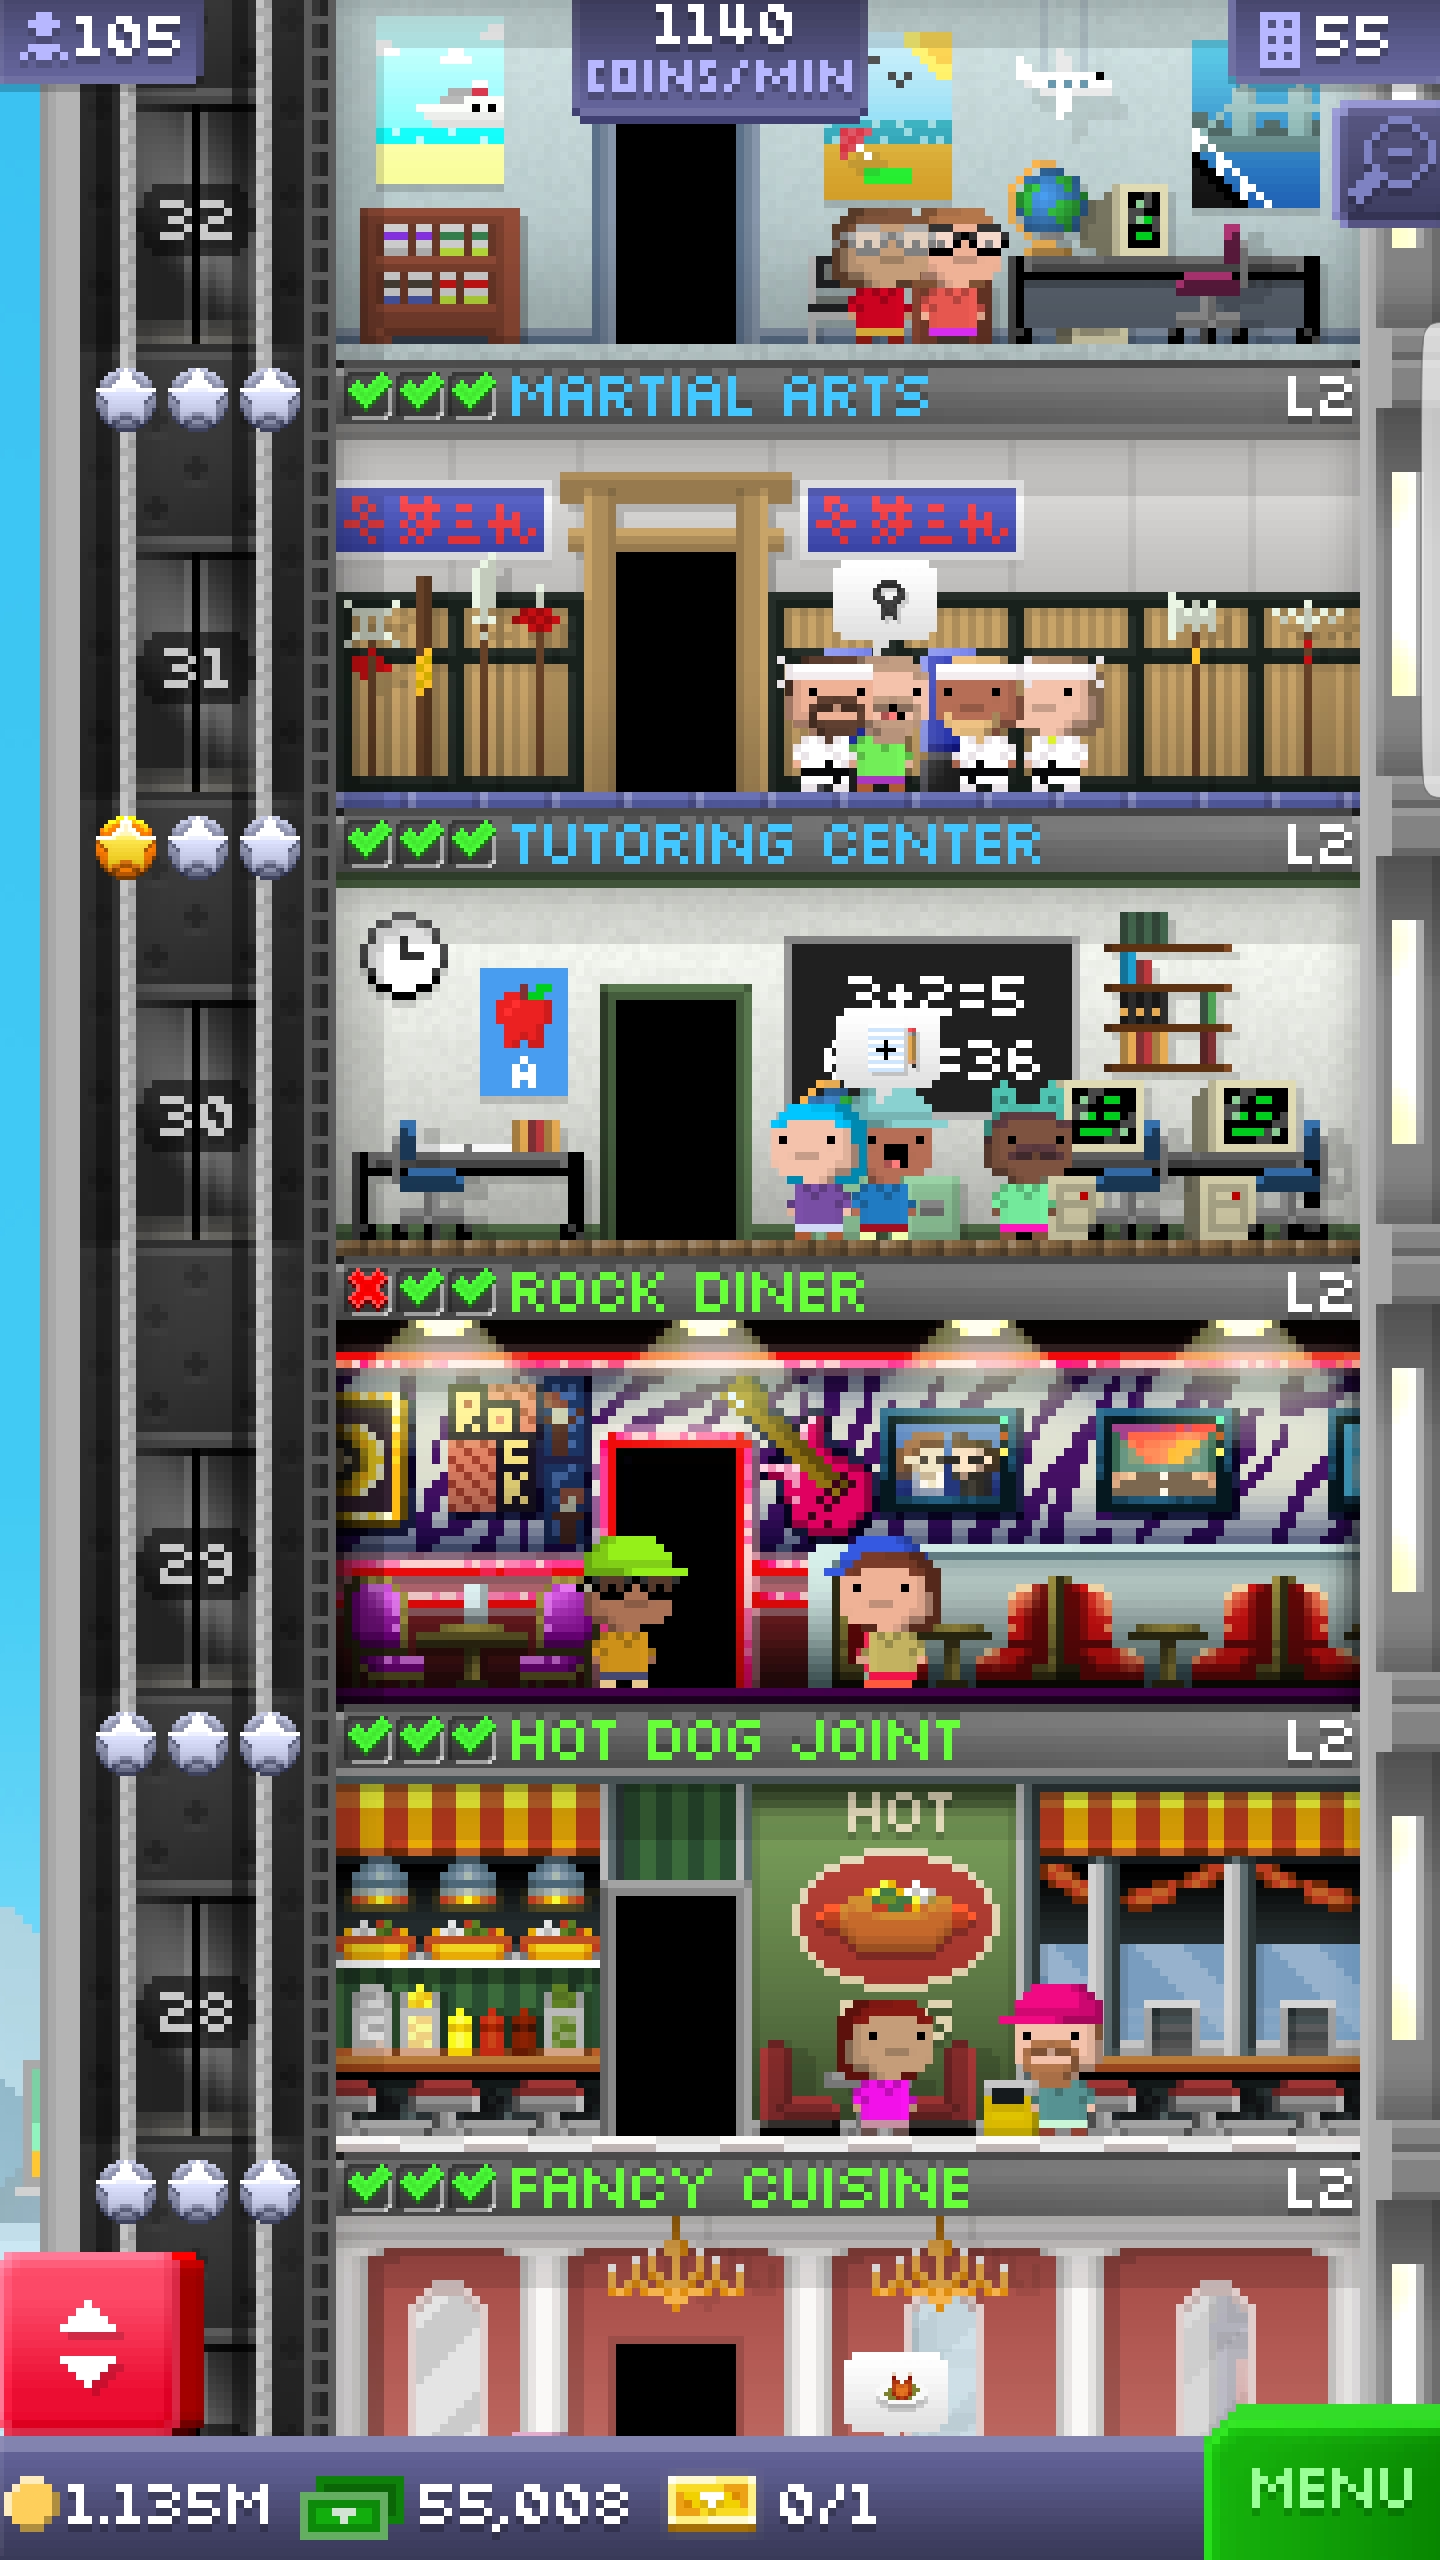 105
1140
COINS/MIN
55
32
MARTIAL ARTS
L2
31
TUTORING CENTER
L2
3+2=5
=36
A
30
ROCK DINER
L2
29
HOT DOG JOINT
L2
HOT
28
FANCY CUISINE
L2
1.135M
55,008
0/1
MENU